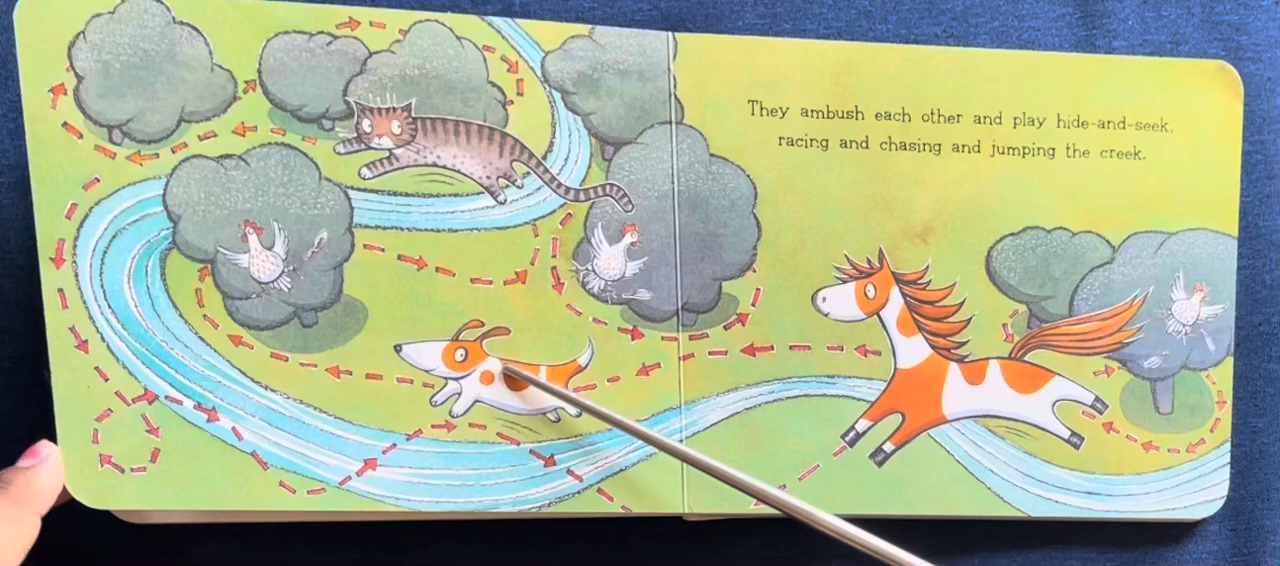 They ambush each other and play hide-and-seek,
racing and chasing and jumping the creek.